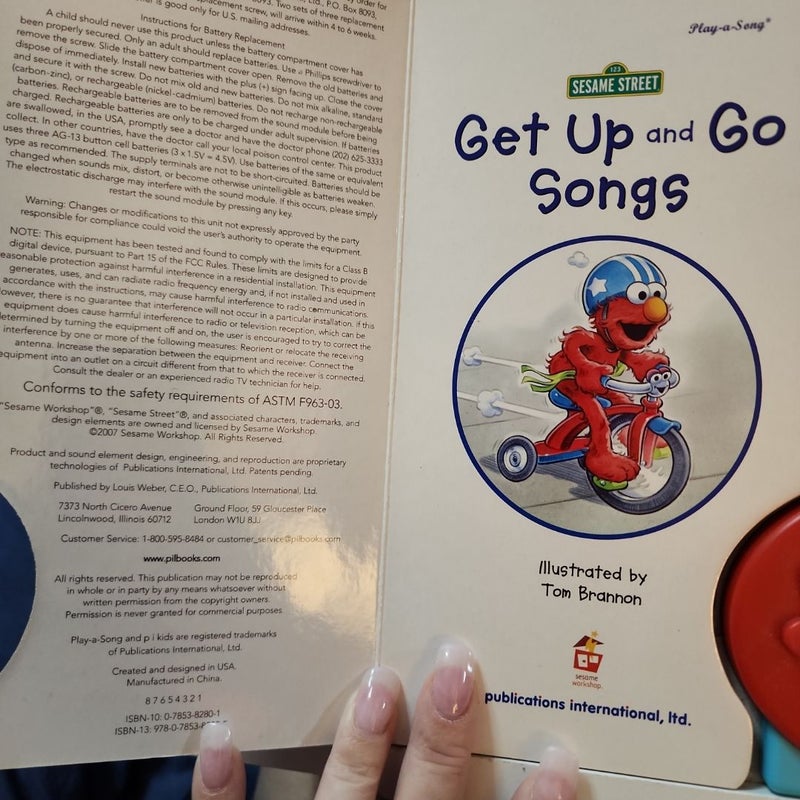 Ltd., P.O. Box 8093,
placement screw, will arrive within 4 to 6 weeks.
is good only for U.S. mailing addresses.
Instructions for Battery Replacement
A child should never use this product unless the battery compartment cover has
been properly secured. Only an adult should replace batteries. Use a Phillips screwdriver to
remove the screw. Slide the battery compartment cover open. Remove the old batteries and
dispose of immediately. Install new batteries with the plus (+) sign facing up. Close the cover
and secure it with the screw. Do not mix old and new batteries. Do not mix alkaline, standard
(carbon-zinc), or rechargeable (nickel-cadmium) batteries. Do not recharge non-rechargeable
batteries. Rechargeable batteries are to be removed from the sound module before being
charged. Rechargeable batteries are only to be charged under adult supervision. If batteries
are swallowed, in the USA, promptly see a doctor and have the doctor phone (202) 625-3333
collect. In other countries, have the doctor call your local poison control center. This product
uses three AG-13 button cell batteries (3 x 1.5V = 4.5V). Use batteries of the same or equivalent
type as recommended. The supply terminals are not to be short-circuited. Batteries should be
changed when sounds mix, distort, or become otherwise unintelligible as batteries weaken.
The electrostatic discharge may interfere with the sound module. If this occurs, please simply
restart the sound module by pressing any key.
Warning: Changes or modifications to this unit not expressly approved by the party
responsible for compliance could void the user's authority to operate the equipment.
NOTE: This equipment has been tested and found to comply with the limits for a Class B
digital device, pursuant to Part 15 of the FCC Rules. These limits are designed to provide
reasonable protection against harmful interference in a residential installation. This equipment
generates, uses, and can radiate radio frequency energy and, if not installed and used in
accordance with the instructions, may cause harmful interference to radio communications.
However, there is no guarantee that interference will not occur in a particular installation. If this
equipment does cause harmful interference to radio or television reception, which can be
determined by turning the equipment off and on, the user is encouraged to try to correct the
interference by one or more of the following measures: Reorient or relocate the receiving
antenna. Increase the separation between the equipment and receiver. Connect the
equipment into an outlet on a circuit different from that to which the receiver is connected.
Consult the dealer or an experienced radio TV technician for help.
Conforms to the safety requirements of ASTM F963-03.
"Sesame Workshop"®, "Sesame Street"®, and associated characters, trademarks, and
design elements are owned and licensed by Sesame Workshop.
©2007 Sesame Workshop. All Rights Reserved.
Product and sound element design, engineering, and reproduction are proprietary
technologies of Publications International, Ltd. Patents pending.
Published by Louis Weber, C.E.O., Publications International, Ltd.
7373 North Cicero Avenue Ground Floor, 59 Gloucester Place
Lincolnwood, Illinois 60712 London W1U 8JJ
Customer Service: 1-800-595-8484 or customer_service@pilbooks.com
www.pilbooks.com
All rights reserved. This publication may not be reproduced
in whole or in part by any means whatsoever without
written permission from the copyright owners.
Permission is never granted for commercial purposes
Play-a-Song and p i kids are registered trademarks
of Publications International, Ltd.
Created and designed in USA.
Manufactured in China.
8 7 6 5 4 3 2 1
ISBN-10: 0-7853-8280-1
ISBN-13: 978-0-7853-8
Play-a-Song®
123
SESAME STREET
Get Up and Go
Songs
Illustrated by
Tom Brannon
sesame
workshop.
publications international, ltd.